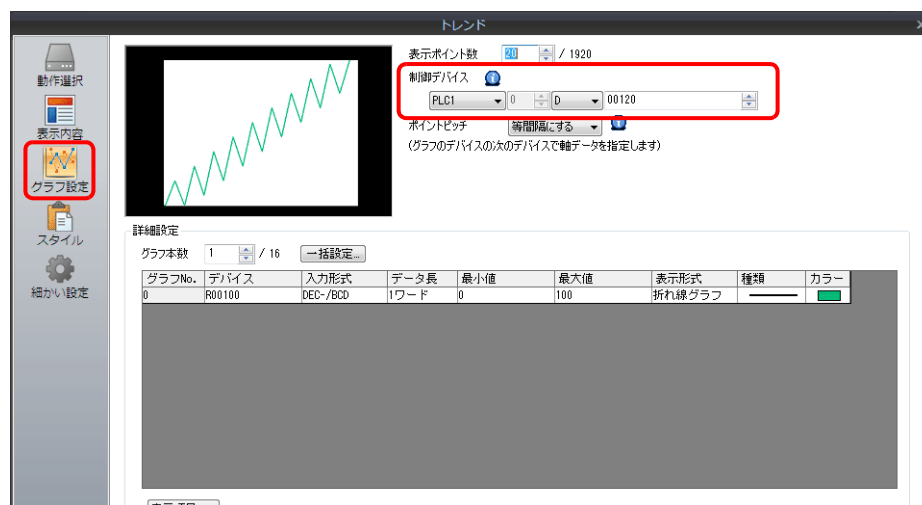 トレンド
動作選択
表示内容
グラフ設定
スタイル
細かい設定
表示ポイント数 20 / 1920
制御デバイス
PLC1 0 D 00120
ポイントピッチ 等間隔にする
(グラフのデバイスの次のデバイスで軸データを指定します)
詳細設定
グラフ本数 1 / 16 一括設定...
グラフNo. デバイス 入力形式 データ長 最小値 最大値 表示形式 種類 カラー
0 R00100 DEC-/BCD 1ワード 0 100 折れ線グラフ